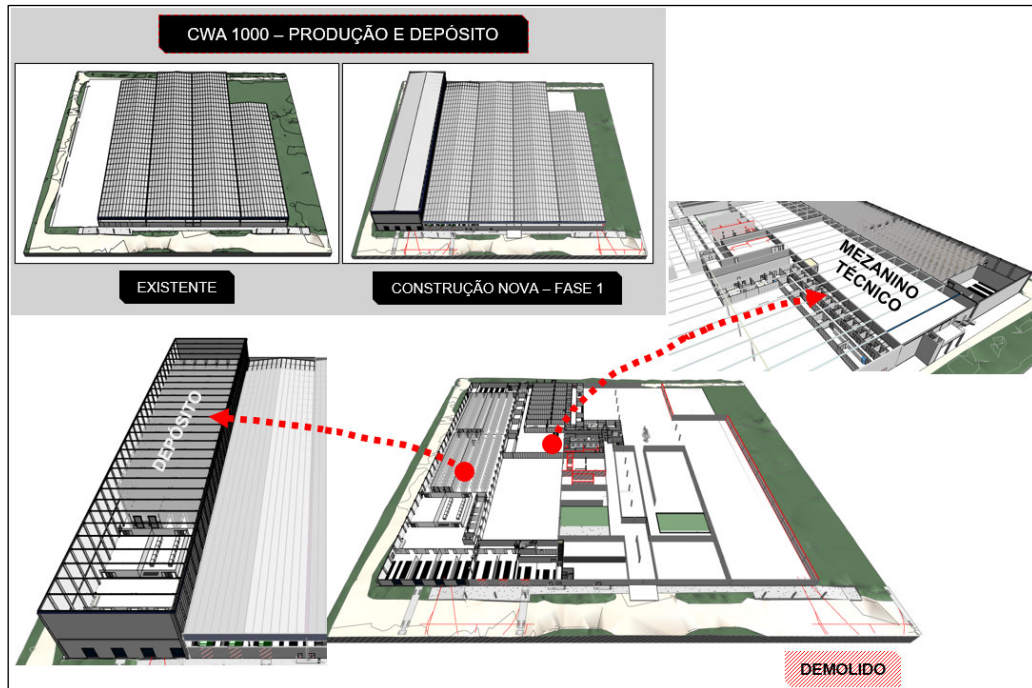 CWA 1000 – PRODUÇÃO E DEPÓSITO
EXISTENTE
CONSTRUÇÃO NOVA – FASE 1
MEZANINO
TÉCNICO
DEPÓSITO
DEMOLIDO